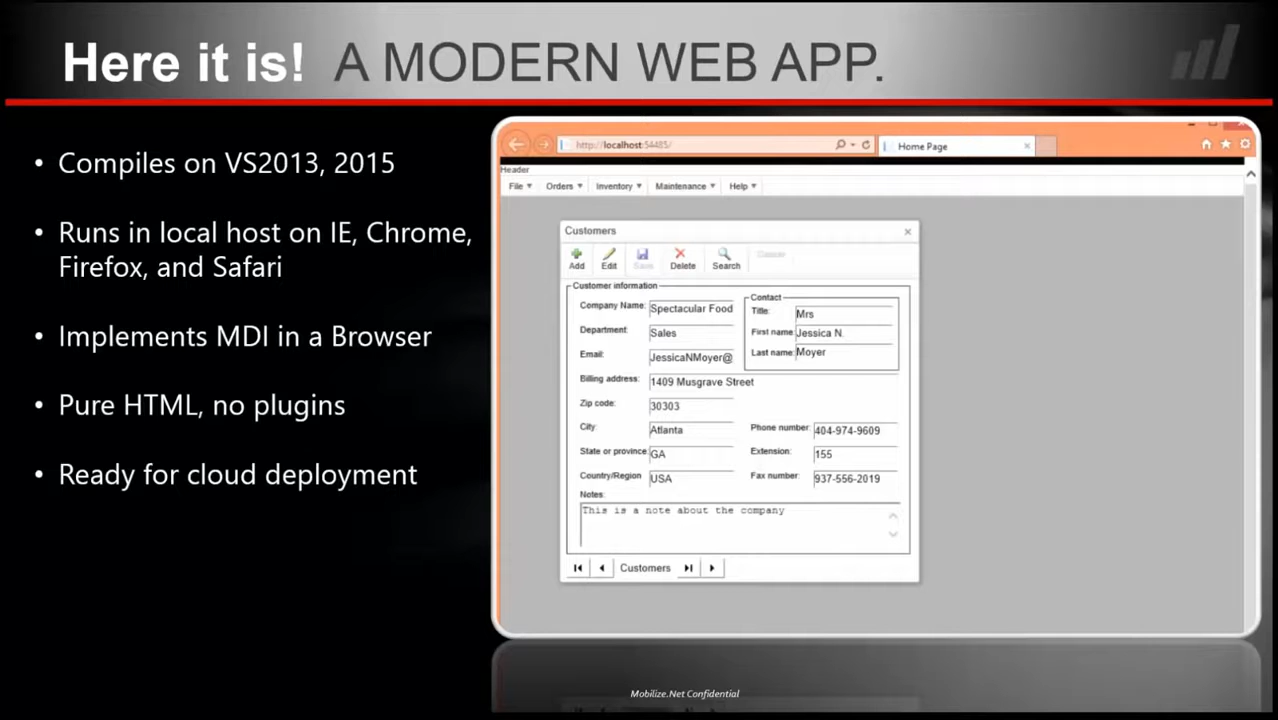 Here it is! A MODERN WEB APP.
• Compiles on VS2013, 2015
• Runs in local host on IE, Chrome,
Firefox, and Safari
• Implements MDI in a Browser
• Pure HTML, no plugins
• Ready for cloud deployment
http://localhost:54485/
Home Page
Header
File Orders Inventory Maintenance Help
Customers
Add Edit Save Delete Search Cancel
Customer information
Company Name: Spectacular Food
Department: Sales
Email: JessicaNMoyer@
Contact
Title: Mrs
First name: Jessica N.
Last name: Moyer
Billing address: 1409 Musgrave Street
Zip code: 30303
City: Atlanta
Phone number: 404-974-9609
State or province: GA
Extension: 155
Country/Region USA
Fax number: 937-556-2019
Notes:
This is a note about the company
Customers
Mobilize.Net Confidential